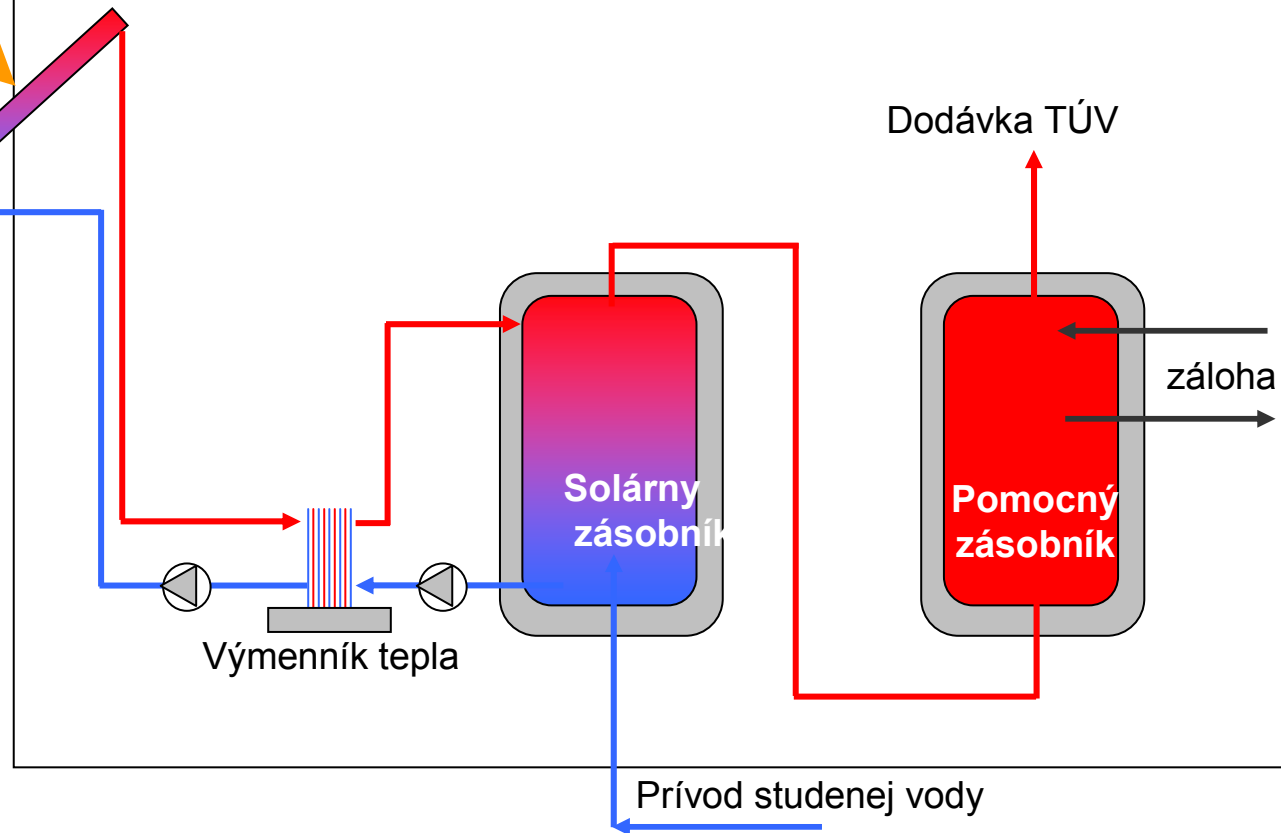 Dodávka TÚV
záloha
Solárny
zásobník
Pomocný
zásobník
Výmenník tepla
Prívod studenej vody